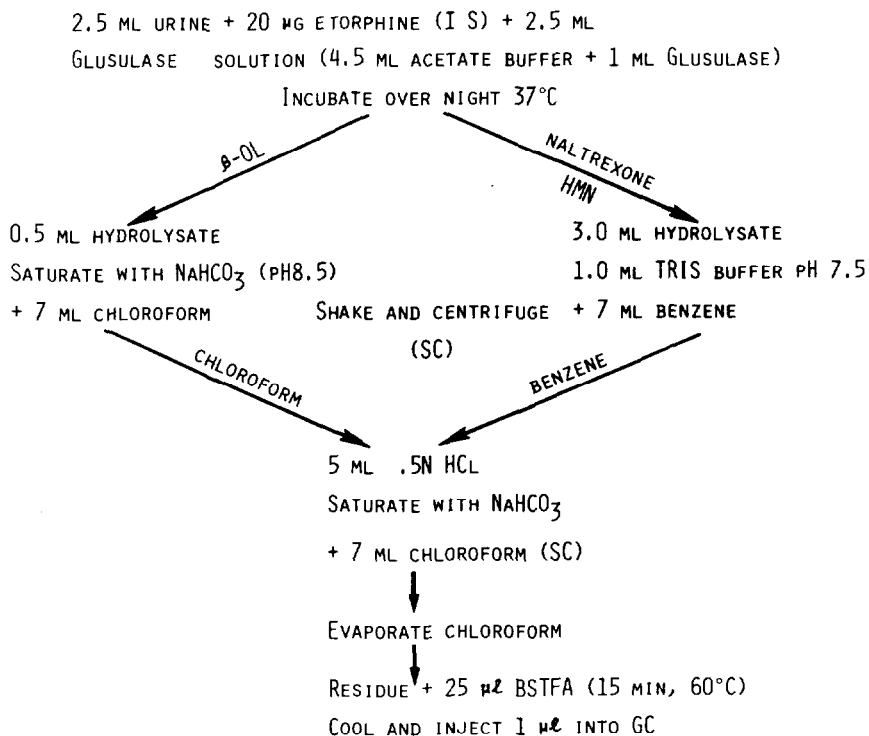 2.5 ML URINE + 20 µG ETORPHINE (I S) + 2.5 ML
GLUSULASE SOLUTION (4.5 ML ACETATE BUFFER + 1 ML GLUSULASE)
INCUBATE OVER NIGHT 37°C
β-OL
NALTREXONE
HMN
0.5 ML HYDROLYSATE
SATURATE WITH NAHCO3 (PH8.5)
+ 7 ML CHLOROFORM
3.0 ML HYDROLYSATE
1.0 ML TRIS BUFFER PH 7.5
+ 7 ML BENZENE
SHAKE AND CENTRIFUGE
(SC)
CHLOROFORM
BENZENE
5 ML .5N HCL
SATURATE WITH NAHCO3
+ 7 ML CHLOROFORM (SC)
EVAPORATE CHLOROFORM
RESIDUE + 25 µl BSTFA (15 MIN, 60°C)
COOL AND INJECT 1 µl INTO GC